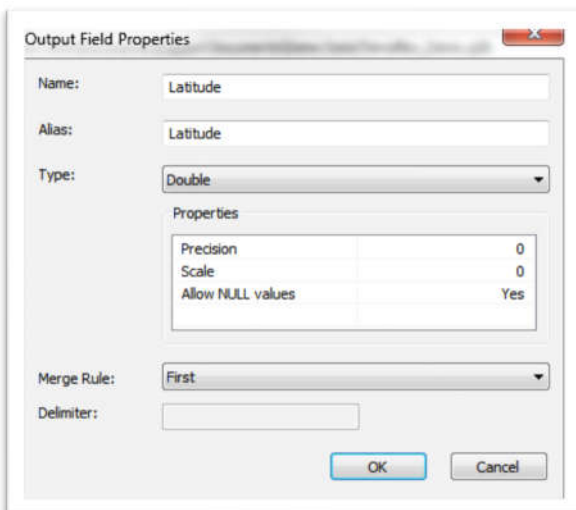 Output Field Properties
Name: Latitude
Alias: Latitude
Type: Double
Properties
Precision 0
Scale 0
Allow NULL values Yes
Merge Rule: First
Delimiter:
OK Cancel